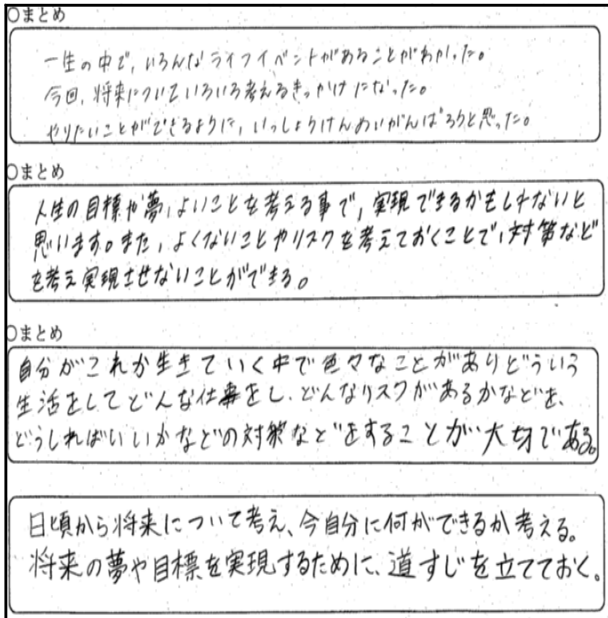 ○まとめ
一生の中で、いろんなライフイベントがあることがわかった。
今回、将来についていろいろ考えるきっかけになった。
やりたいことができるように、いっしょうけんめいがんばろうと思った。
○まとめ
人生の目標や夢、よいことを考える事で、実現できるかもしれないと
思います。また、よくないことやリスクを考えておくことで、対策など
を考え実現させないことができる。
○まとめ
自分がこれか生きていく中で色々なことがありどういう
生活をしてどんな仕事をし、どんなリスクがあるかなどを、
どうしればいいかなどの対策などをすることが大切である。
日頃から将来について考え、今自分に何ができるか考える。
将来の夢や目標を実現するために、道すじを立てておく。